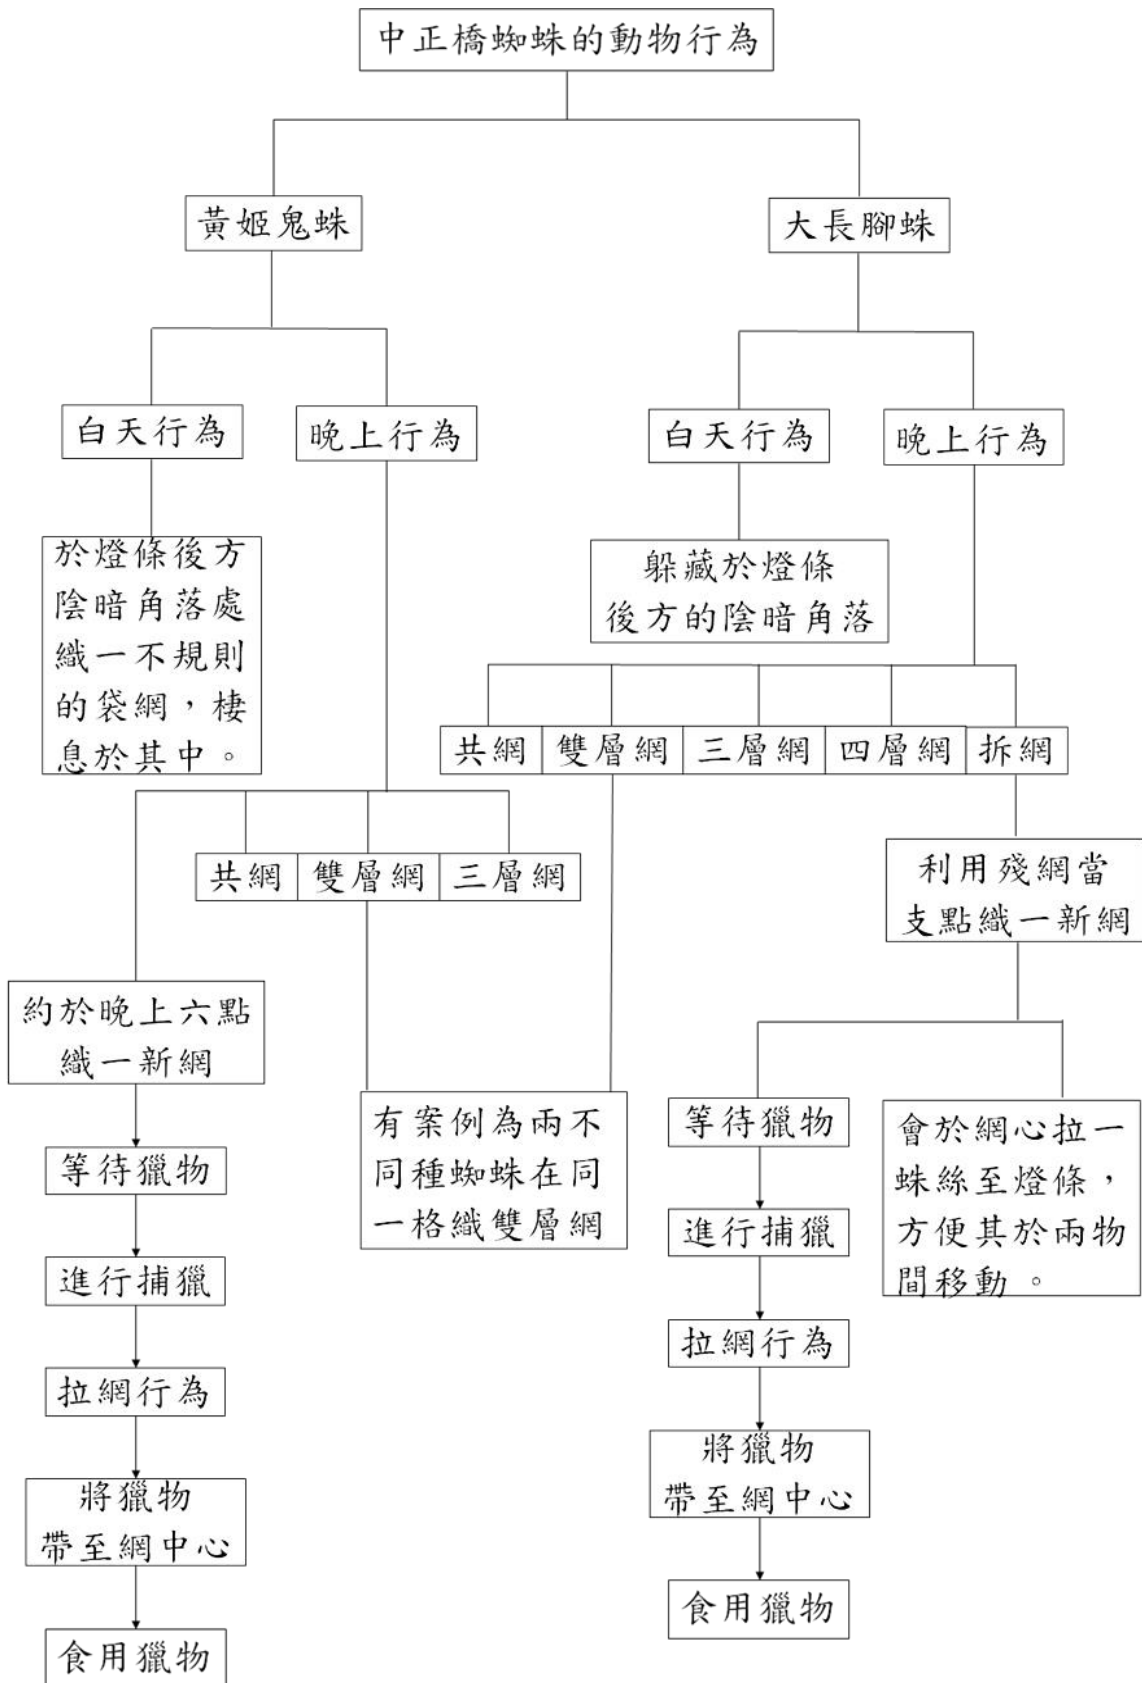 中正橋蜘蛛的動物行為
黃姬鬼蛛
大長腳蛛
白天行為
晚上行為
白天行為
晚上行為
於燈條後方
陰暗角落處
織一不規則
的袋網，棲
息於其中。
躲藏於燈條
後方的陰暗角落
共網
雙層網
三層網
四層網
拆網
共網
雙層網
三層網
利用殘網當
支點織一新網
約於晚上六點
織一新網
有案例為兩不
同種蜘蛛在同
一格織雙層網
等待獵物
會於網心拉一
蛛絲至燈條，
方便其於兩物
間移動。
等待獵物
進行捕獵
進行捕獵
拉網行為
拉網行為
將獵物
帶至網中心
將獵物
帶至網中心
食用獵物
食用獵物